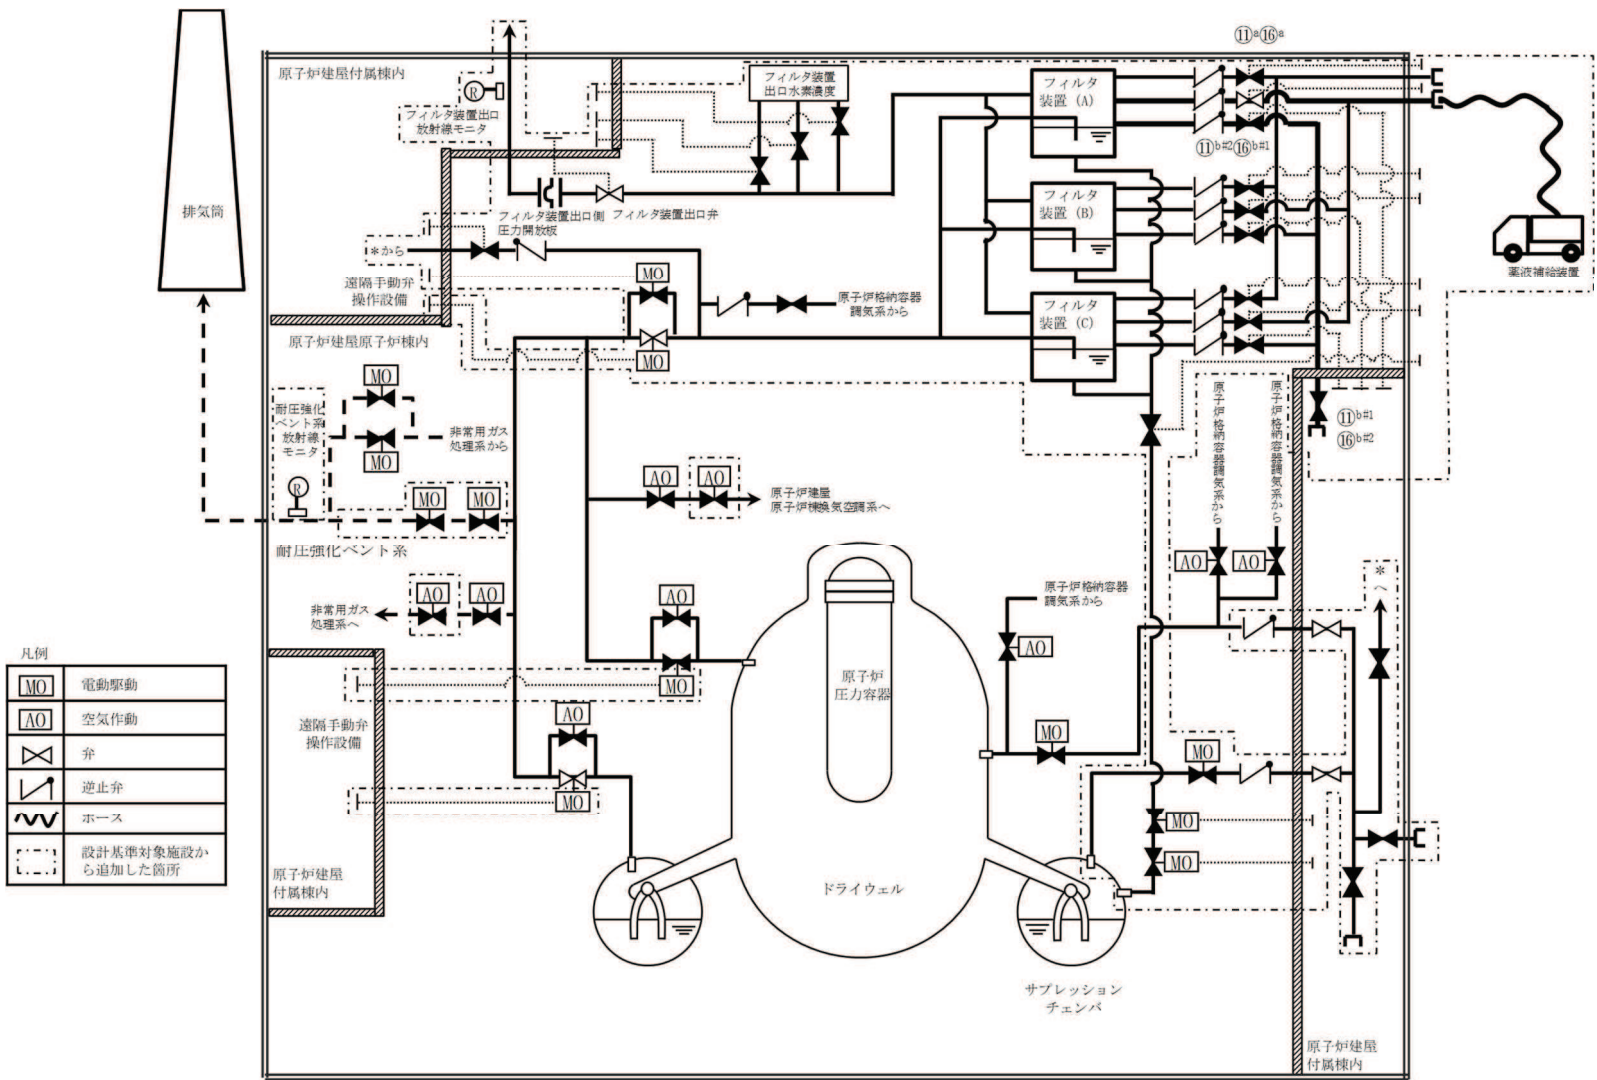 ⑪a⑯a
原子炉建屋付属棟内
R
フィルタ装置出口
放射線モニタ
フィルタ装置
出口水素濃度
フィルタ
装置 (A)
⑪b#2⑯b#1
排気筒
フィルタ装置出口側
圧力開放板
フィルタ装置出口弁
フィルタ
装置 (B)
薬液補給装置
*から
遠隔手動弁
操作設備
MO
原子炉格納容器
調気系から
フィルタ
装置 (C)
原子炉建屋原子炉棟内
MO
MO
耐圧強化
ベント系
放射線
モニタ
R
MO
非常用ガス
処理系から
原子炉格納容器調気系から
原子炉格納容器調気系から
⑪b#1
⑯b#2
MO
MO
AO
AO
原子炉建屋
原子炉棟換気空調系へ
耐圧強化ベント系
AO
AO
*へ
AO
AO
非常用ガス
処理系へ
AO
原子炉格納容器
調気系から
AO
原子炉
圧力容器
MO
凡例
MO
電動駆動
AO
空気作動
弁
逆止弁
ホース
設計基準対象施設か
ら追加した箇所
遠隔手動弁
操作設備
AO
MO
MO
MO
MO
MO
原子炉建屋
付属棟内
ドライウェル
サプレッション
チェンバ
原子炉建屋
付属棟内